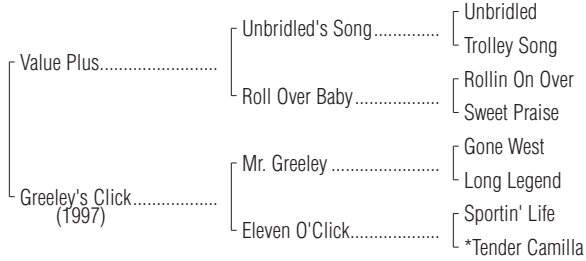 Unbridled
Unbridled's Song..............
Trolley Song
Value Plus.........................
Rollin On Over
Roll Over Baby..................
Sweet Praise
Gone West
Mr. Greeley ......................
Long Legend
Greeley's Click..................
(1997)
Sportin' Life
Eleven O'Click...................
*Tender Camilla